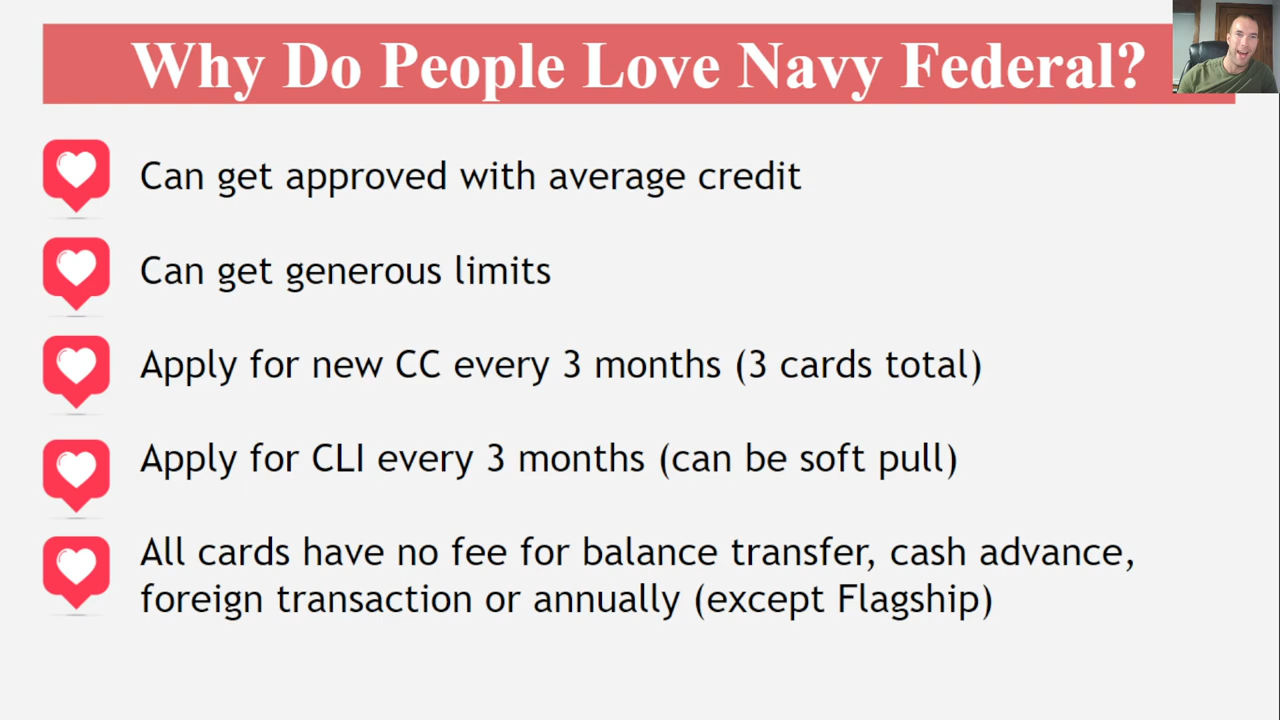 Why Do People Love Navy Federal?
Can get approved with average credit
Can get generous limits
Apply for new CC every 3 months (3 cards total)
Apply for CLI every 3 months (can be soft pull)
All cards have no fee for balance transfer, cash advance,
foreign transaction or annually (except Flagship)